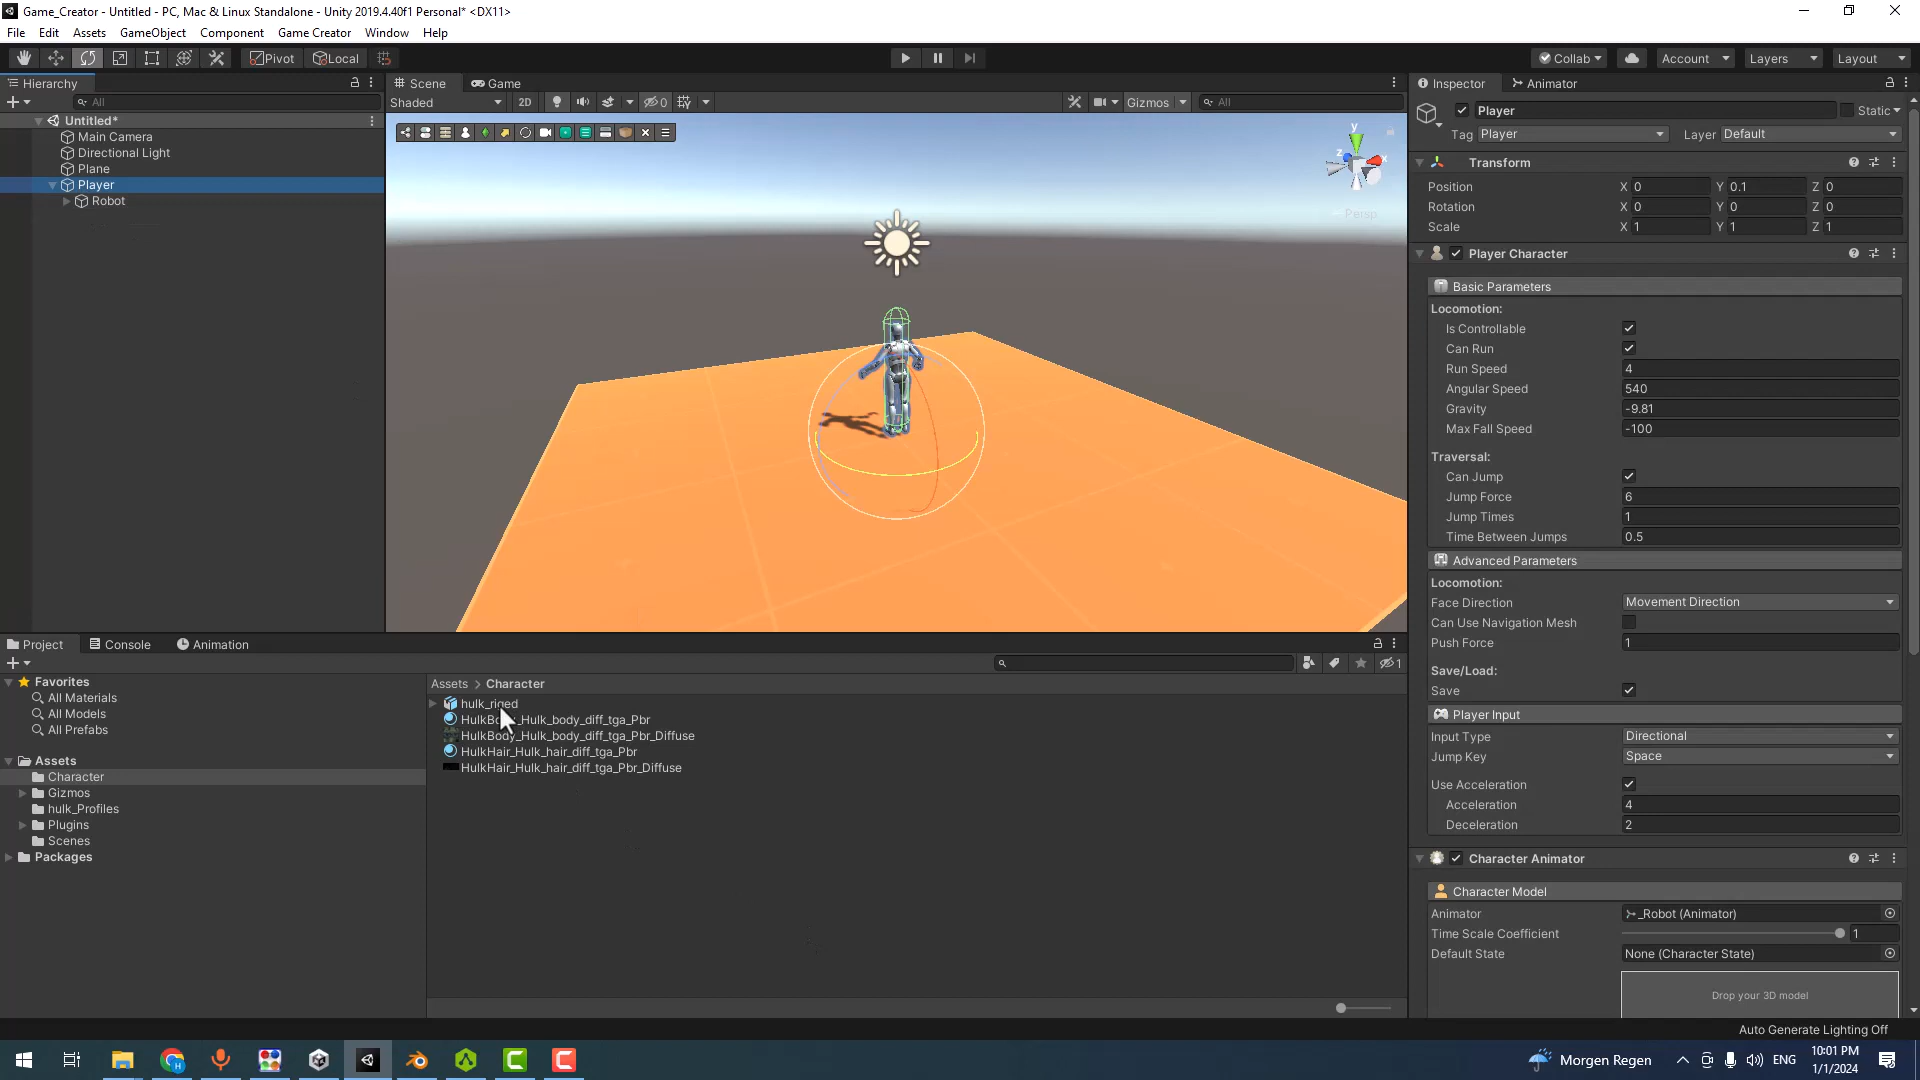 Game_Creator - Untitled - PC, Mac & Linux Standalone - Unity 2019.4.40f1 Personal* <DX11>
File Edit Assets GameObject Component Game Creator Window Help
Pivot Local Collab Account Layers Layout
Hierarchy
All
Untitled*
Main Camera
Directional Light
Plane
Player
Robot
Scene Game
Shaded 2D 0 Gizmos All
y
z x
Persp
Inspector Animator
Player Static
Tag Player Layer Default
Transform
Position X 0 Y 0.1 Z 0
Rotation X 0 Y 0 Z 0
Scale X 1 Y 1 Z 1
Player Character
Basic Parameters
Locomotion:
Is Controllable
Can Run
Run Speed 4
Angular Speed 540
Gravity -9.81
Max Fall Speed -100
Traversal:
Can Jump
Jump Force 6
Jump Times 1
Time Between Jumps 0.5
Advanced Parameters
Locomotion:
Face Direction Movement Direction
Can Use Navigation Mesh
Push Force 1
Save/Load:
Save
Player Input
Input Type Directional
Jump Key Space
Use Acceleration
Acceleration 4
Deceleration 2
Character Animator
Character Model
Animator _Robot (Animator)
Time Scale Coefficient 1
Default State None (Character State)
Drop your 3D model
Project Console Animation
1
Favorites
All Materials
All Models
All Prefabs
Assets
Character
Gizmos
hulk_Profiles
Plugins
Scenes
Packages
Assets > Character
hulk_riged
HulkBody_Hulk_body_diff_tga_Pbr
HulkBody_Hulk_body_diff_tga_Pbr_Diffuse
HulkHair_Hulk_hair_diff_tga_Pbr
HulkHair_Hulk_hair_diff_tga_Pbr_Diffuse
Auto Generate Lighting Off
Morgen Regen ENG 10:01 PM
1/1/2024